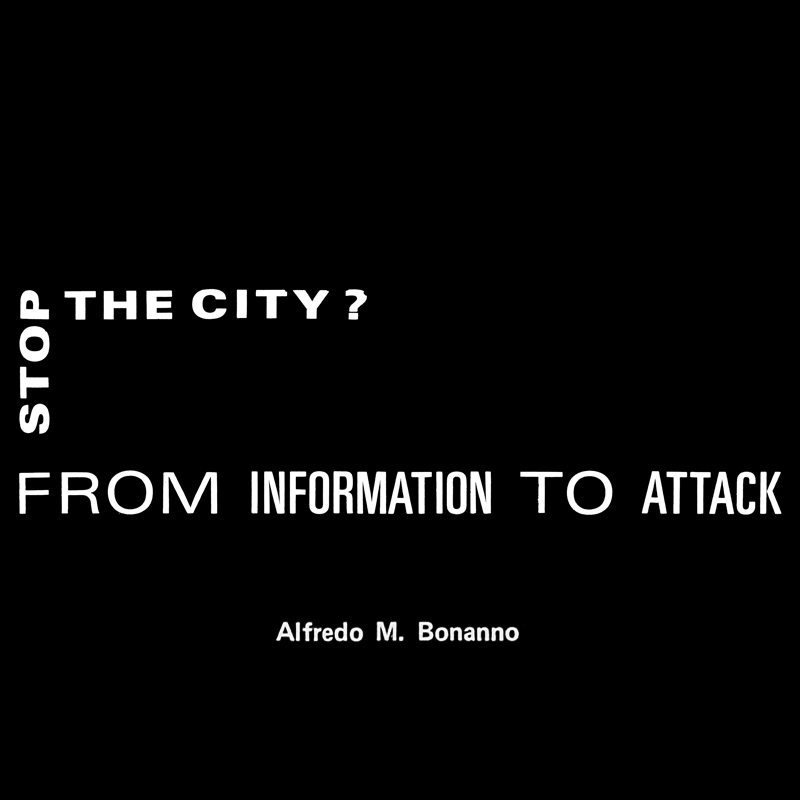 STOP
THE CITY?
FROM INFORMATION TO ATTACK
Alfredo M. Bonanno